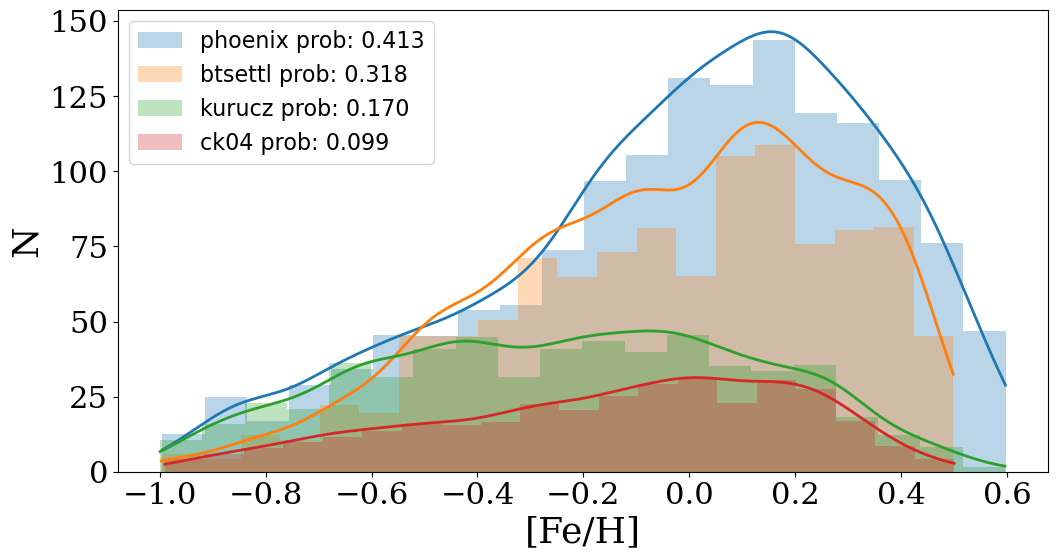 phoenix prob: 0.413
btsettl prob: 0.318
kurucz prob: 0.170
ck04 prob: 0.099
150
125
100
75
50
25
0
N
−1.0 −0.8 −0.6 −0.4 −0.2 0.0 0.2 0.4 0.6
[Fe/H]